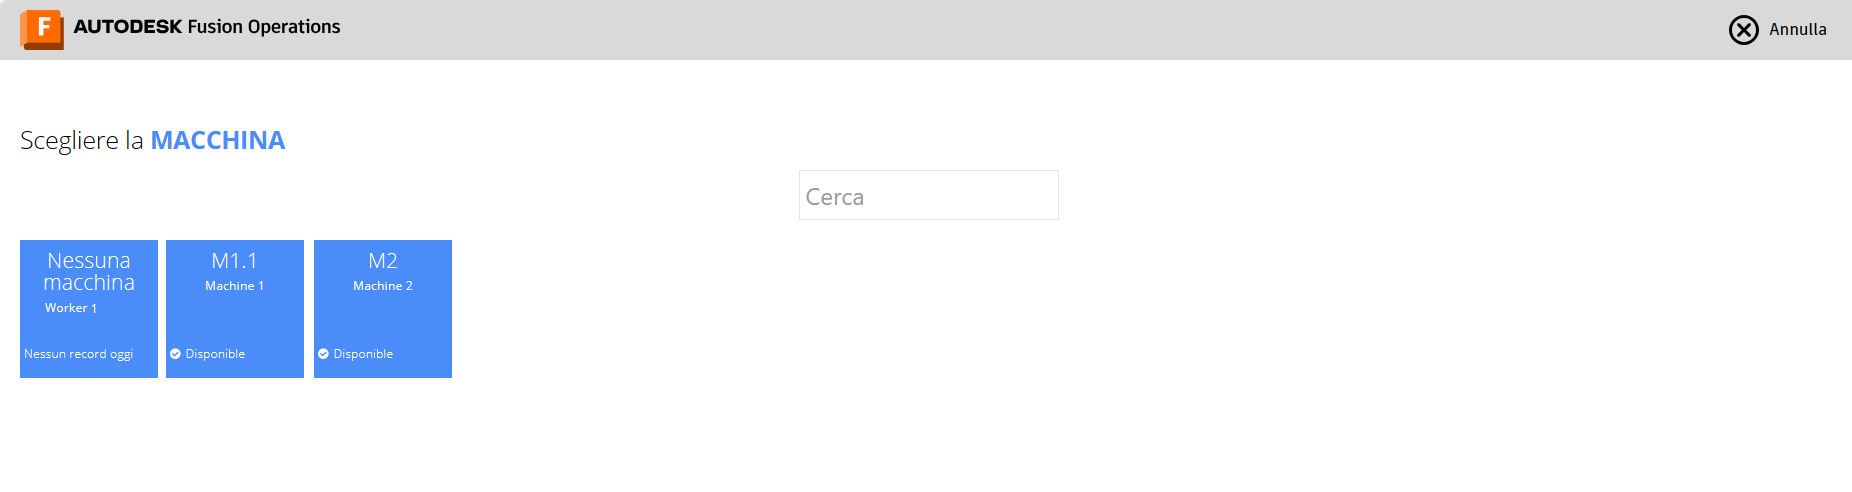 F AUTODESK Fusion Operations
Annulla
Scegliere la MACCHINA
Cerca
Nessuna
macchina
Worker 1
Nessun record oggi
M1.1
Machine 1
Disponible
M2
Machine 2
Disponible